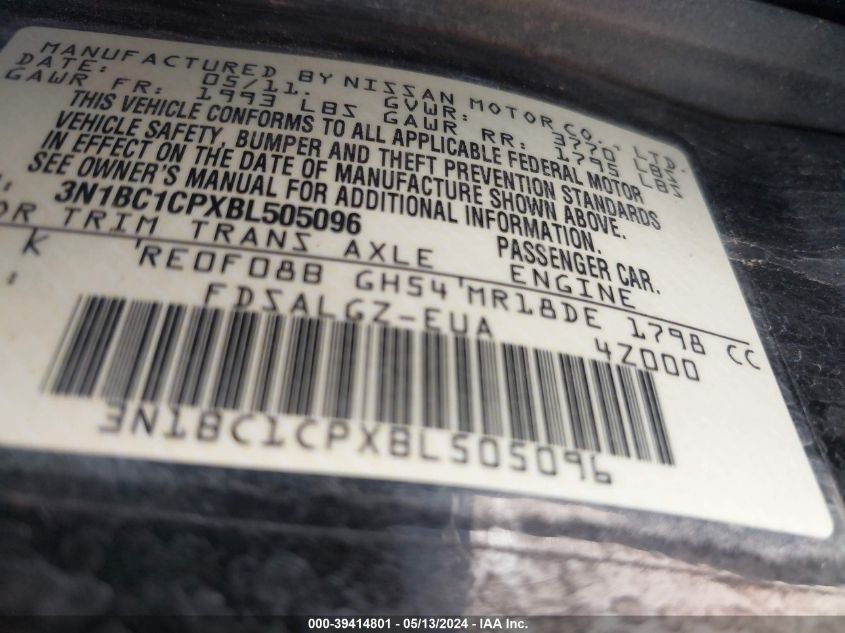 MANUFACTURED BY NISSAN MOTOR CO., LTD.
DATE: 05/11. GVWR: 3770 LBS
GAWR FR: 1993 LBS GAWR RR: 1795 LBS
THIS VEHICLE CONFORMS TO ALL APPLICABLE FEDERAL MOTOR
VEHICLE SAFETY, BUMPER AND THEFT PREVENTION STANDARDS
IN EFFECT ON THE DATE OF MANUFACTURE SHOWN ABOVE.
SEE OWNER'S MANUAL FOR ADDITIONAL INFORMATION.
3N1BC1CPXBL505096 PASSENGER CAR.
OR TRIM TRANS AXLE ENGINE
K RE0F08B GH54 MR18DE 1798 CC
FDSALGZ-EUA 4Z000
3N1BC1CPXBL505096
000-39414801 - 05/13/2024 - IAA Inc.